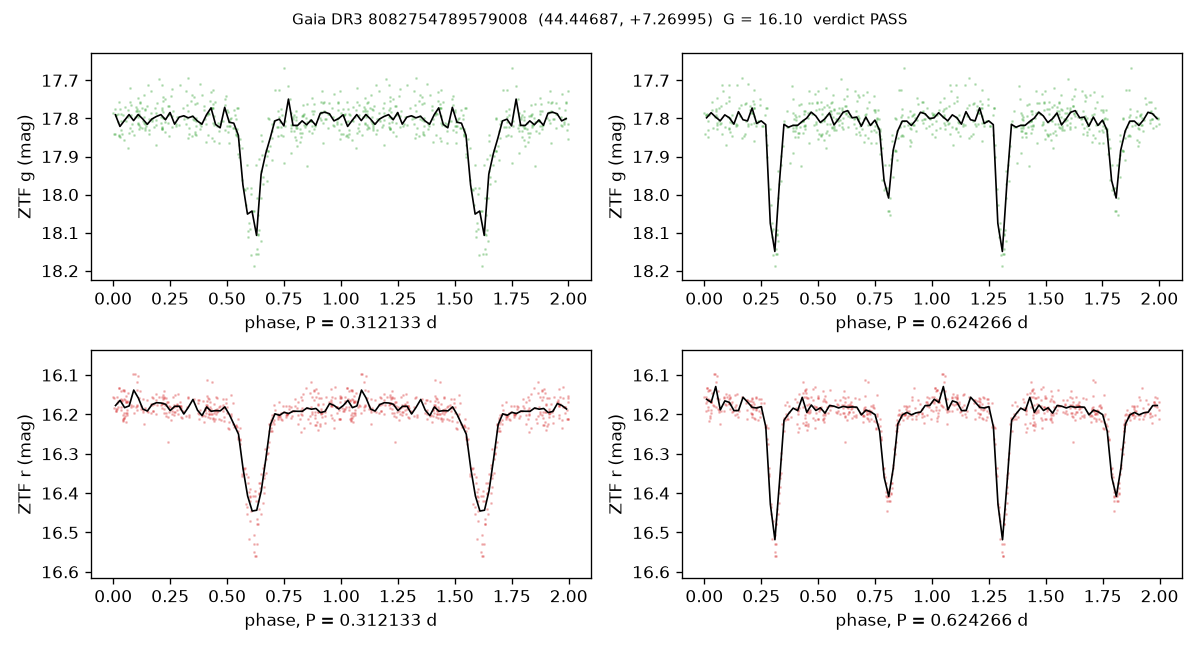 Gaia DR3 8082754789579008  (44.44687, +7.26995)  G = 16.10  verdict PASS
ZTF g (mag)
17.7
17.8
17.9
18.0
18.1
18.2
0.00 0.25 0.50 0.75 1.00 1.25 1.50 1.75 2.00
phase, P = 0.312133 d
ZTF g (mag)
17.7
17.8
17.9
18.0
18.1
18.2
0.00 0.25 0.50 0.75 1.00 1.25 1.50 1.75 2.00
phase, P = 0.624266 d
ZTF r (mag)
16.1
16.2
16.3
16.4
16.5
16.6
0.00 0.25 0.50 0.75 1.00 1.25 1.50 1.75 2.00
phase, P = 0.312133 d
ZTF r (mag)
16.1
16.2
16.3
16.4
16.5
16.6
0.00 0.25 0.50 0.75 1.00 1.25 1.50 1.75 2.00
phase, P = 0.624266 d